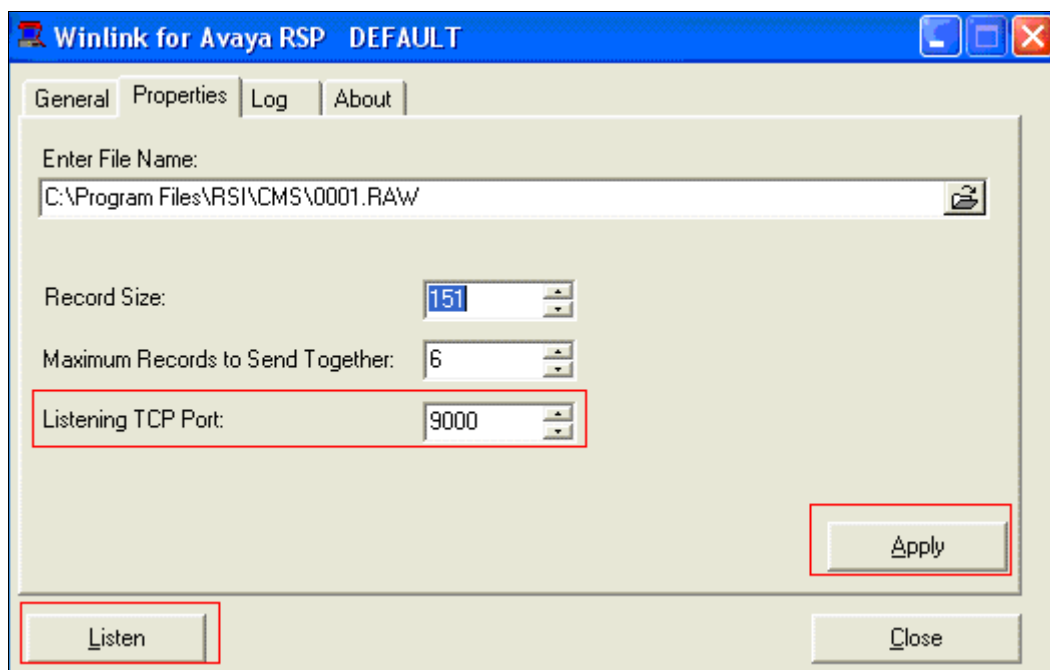 Winlink for Avaya RSP DEFAULT
General Properties Log About
Enter File Name:
C:\Program Files\RSI\CMS\0001.RAW
Record Size: 151
Maximum Records to Send Together: 6
Listening TCP Port: 9000
Apply
Listen Close